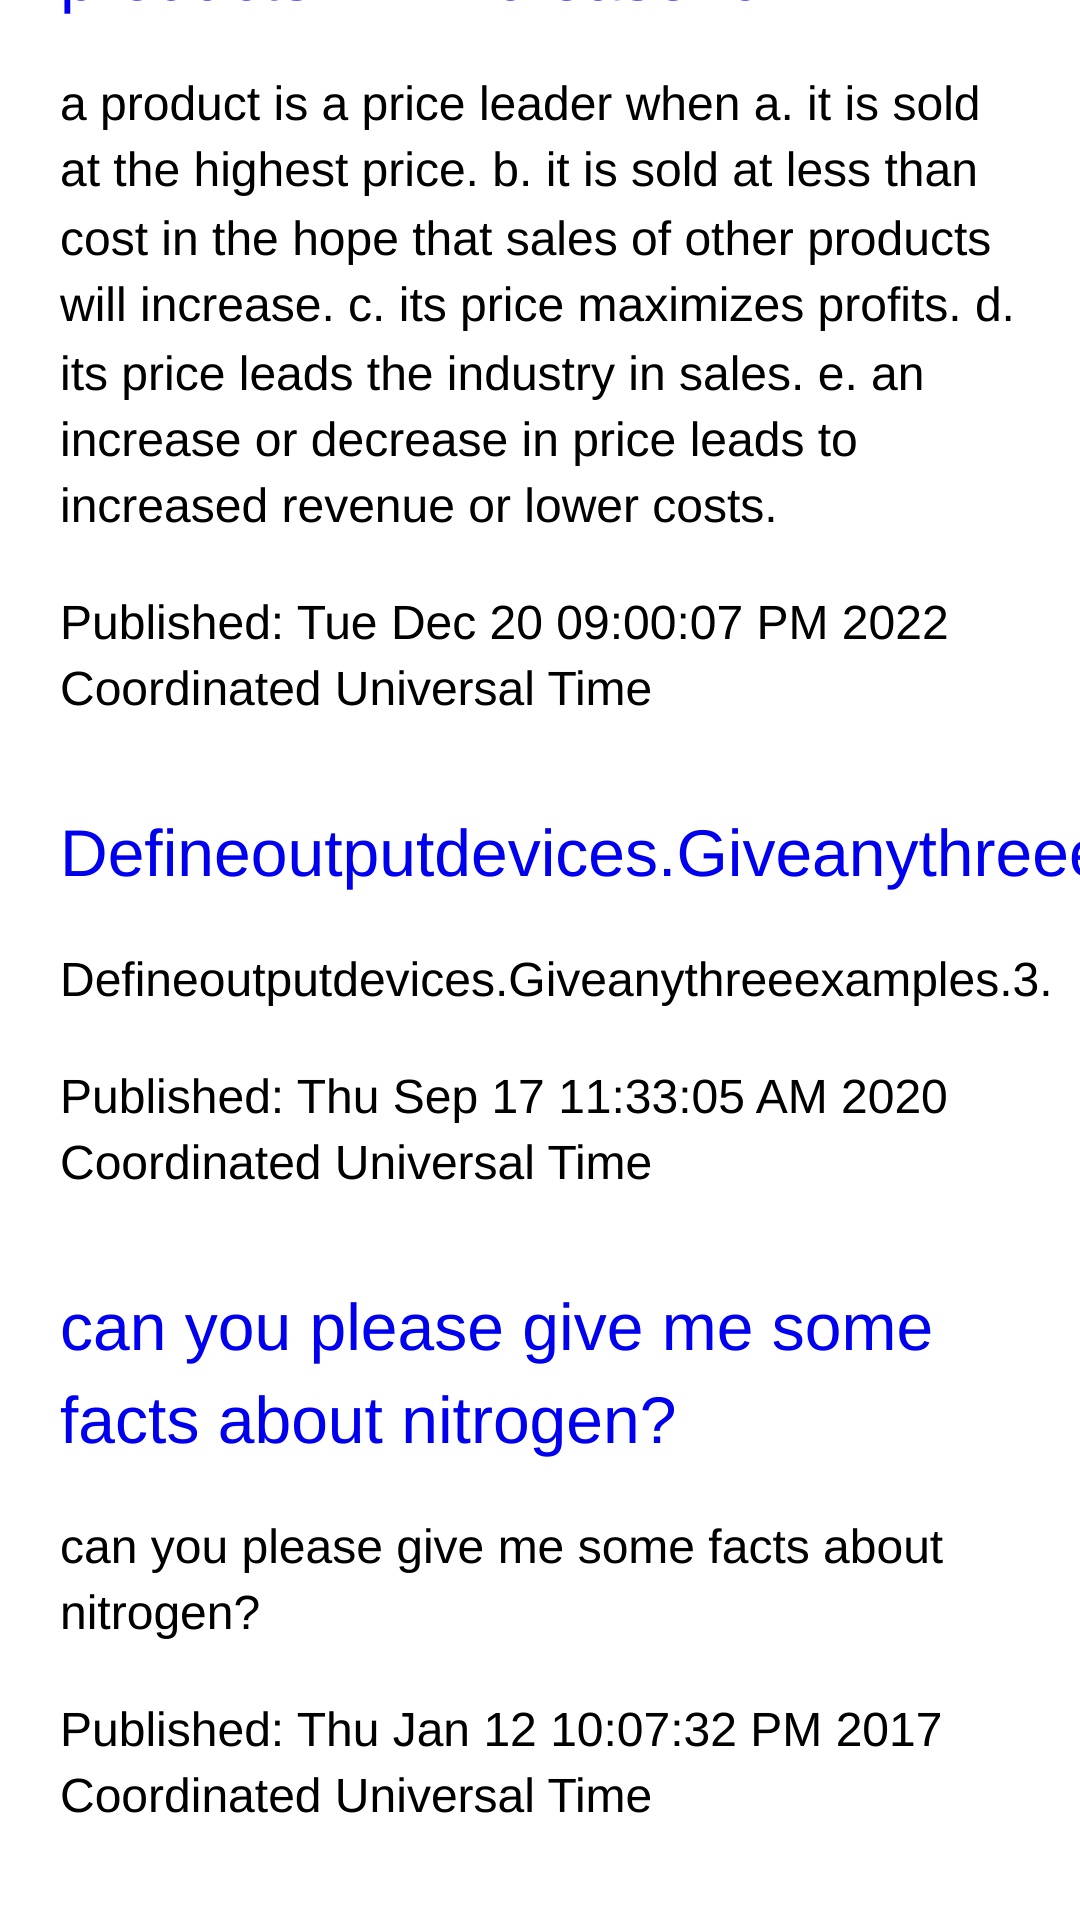 a product is a price leader when a. it is sold
at the highest price. b. it is sold at less than
cost in the hope that sales of other products
will increase. c. its price maximizes profits. d.
its price leads the industry in sales. e. an
increase or decrease in price leads to
increased revenue or lower costs.
Published: Tue Dec 20 09:00:07 PM 2022
Coordinated Universal Time
Defineoutputdevices.Giveanythreee
Defineoutputdevices.Giveanythreeexamples.3.
Published: Thu Sep 17 11:33:05 AM 2020
Coordinated Universal Time
can you please give me some
facts about nitrogen?
can you please give me some facts about
nitrogen?
Published: Thu Jan 12 10:07:32 PM 2017
Coordinated Universal Time